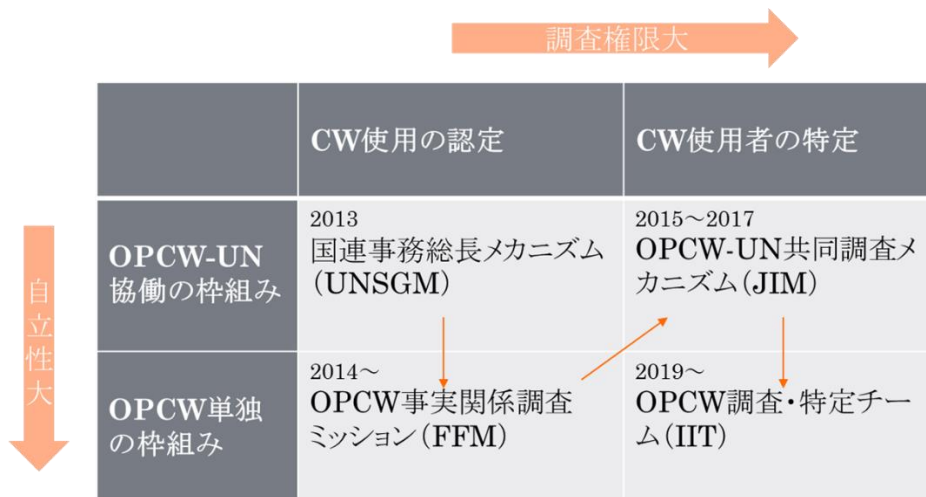 調査権限大
CW使用の認定
CW使用者の特定
自立性大
OPCW-UN
協働の枠組み
2013
国連事務総長メカニズム
(UNSGM)
2015～2017
OPCW-UN共同調査メ
カニズム(JIM)
OPCW単独
の枠組み
2014～
OPCW事実関係調査
ミッション(FFM)
2019～
OPCW調査・特定チー
ム(IIT)